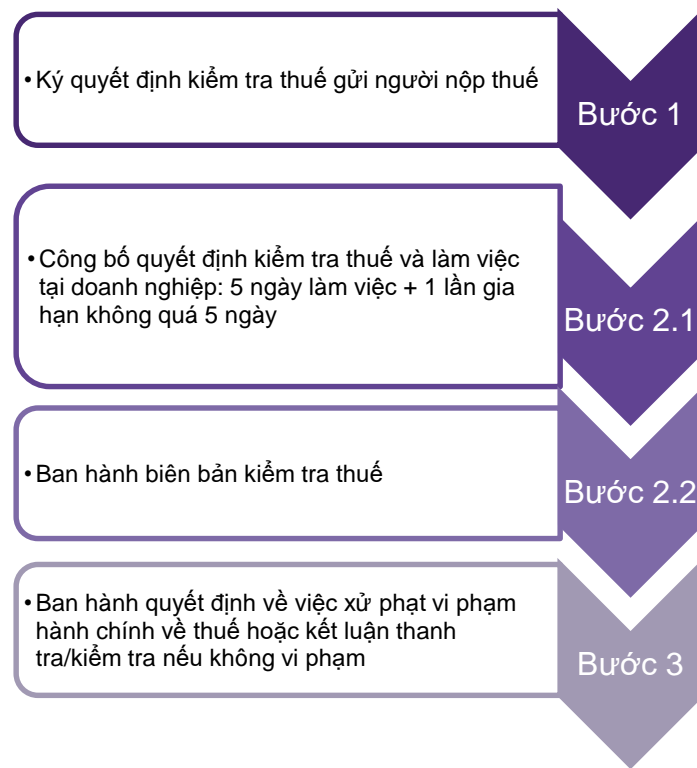 • Ký quyết định kiểm tra thuế gửi người nộp thuế
Bước 1
• Công bố quyết định kiểm tra thuế và làm việc
tại doanh nghiệp: 5 ngày làm việc + 1 lần gia
hạn không quá 5 ngày
Bước 2.1
• Ban hành biên bản kiểm tra thuế
Bước 2.2
• Ban hành quyết định về việc xử phạt vi phạm
hành chính về thuế hoặc kết luận thanh
tra/kiểm tra nếu không vi phạm
Bước 3